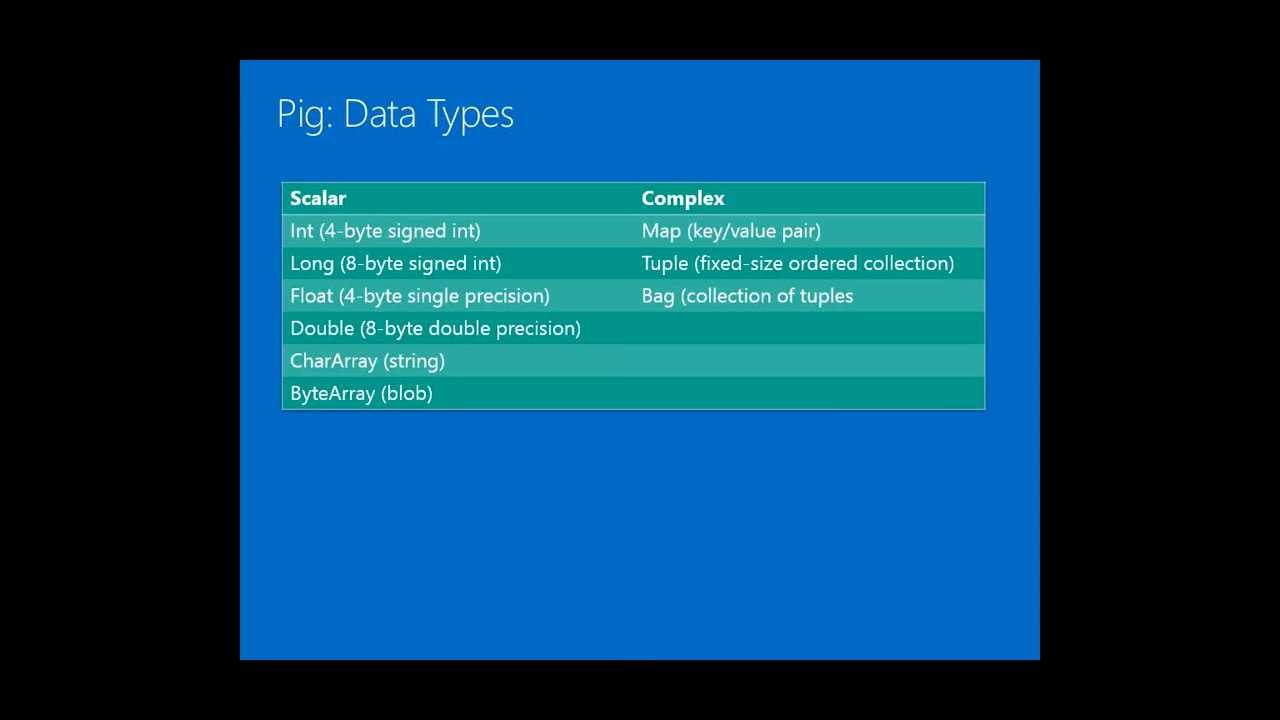 Pig: Data Types
Scalar Complex
Int (4-byte signed int) Map (key/value pair)
Long (8-byte signed int) Tuple (fixed-size ordered collection)
Float (4-byte single precision) Bag (collection of tuples
Double (8-byte double precision)
CharArray (string)
ByteArray (blob)